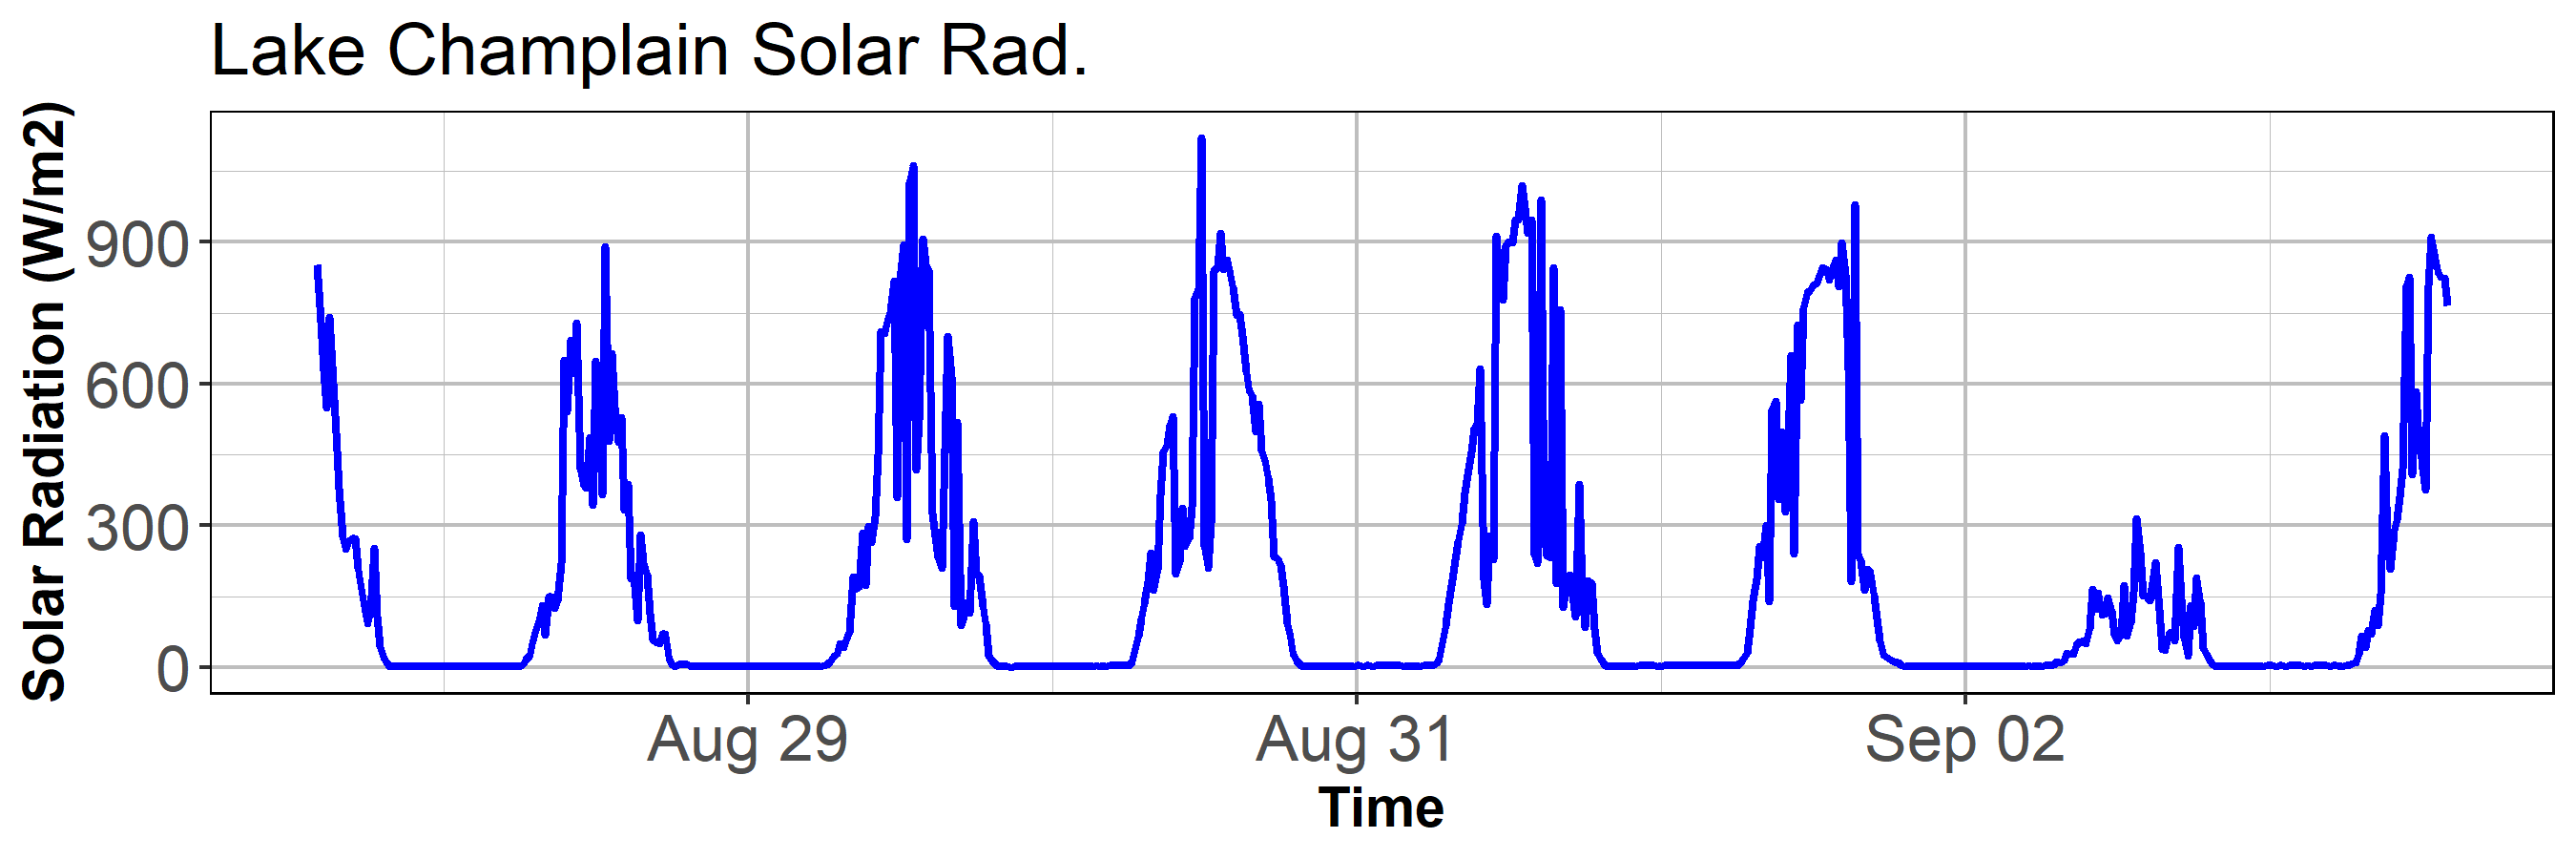 Lake Champlain Solar Rad.
Solar Radiation (W/m2)
900
600
300
0
Aug 29
Aug 31
Sep 02
Time